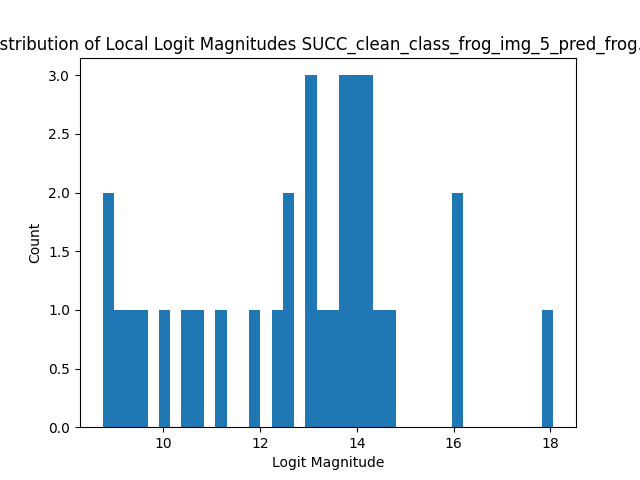 stribution of Local Logit Magnitudes SUCC_clean_class_frog_img_5_pred_frog.
3.0
2.5
2.0
1.5
1.0
0.5
0.0
Count
10 12 14 16 18
Logit Magnitude